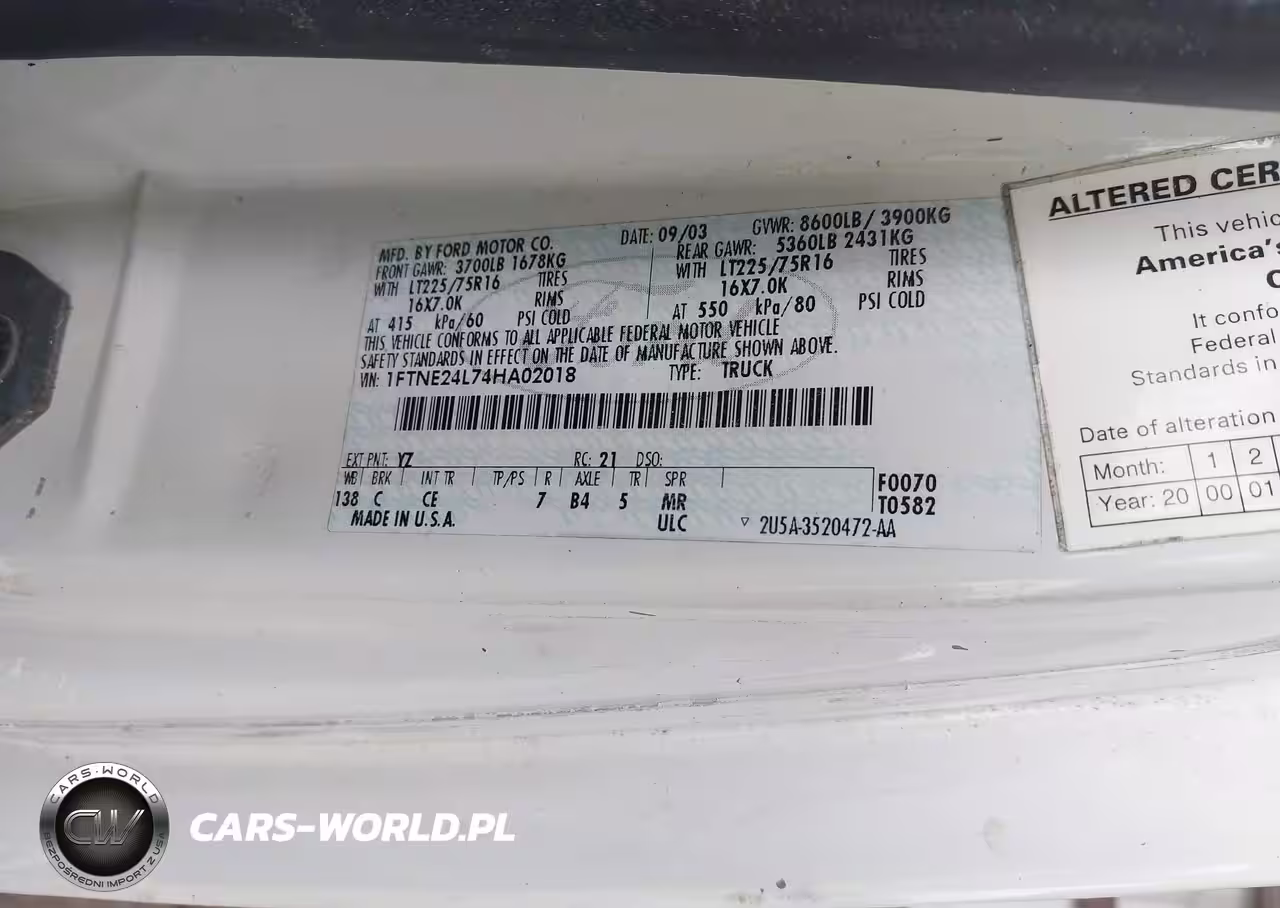 MFD. BY FORD MOTOR CO.
DATE: 09/03
GVWR: 8600LB / 3900KG
FRONT GAWR: 3700LB 1678KG
REAR GAWR: 5360LB 2431KG
WITH LT225/75R16 TIRES
WITH LT225/75R16 TIRES
16X7.0K RIMS
16X7.0K RIMS
AT 415 kPa/60 PSI COLD
AT 550 kPa/80 PSI COLD
THIS VEHICLE CONFORMS TO ALL APPLICABLE FEDERAL MOTOR VEHICLE
SAFETY STANDARDS IN EFFECT ON THE DATE OF MANUFACTURE SHOWN ABOVE.
VIN: 1FTNE24L74HA02018 TYPE: TRUCK
EXT PNT: YZ RC: 21 DSO:
WB BRK INT TR TP/PS R AXLE TR SPR
138 C CE 7 B4 5 MR
F0070
T0582
MADE IN U.S.A. ULC 2U5A-3520472-AA
ALTERED CER
This vehic
America's
It confo
Federal
Standards in
Date of alteration
Month: 1 2
Year: 20 00 01
CARS-WORLD
CW
BEZPOŚREDNI IMPORT Z USA
CARS-WORLD.PL